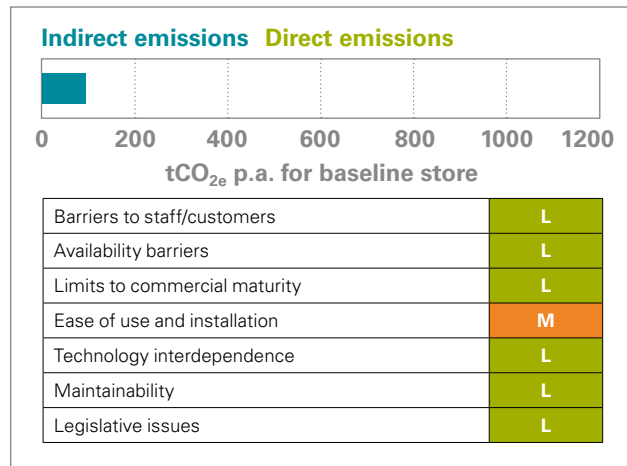 Indirect emissions Direct emissions
0 200 400 600 800 1000 1200
tCO2e p.a. for baseline store
Barriers to staff/customers L
Availability barriers L
Limits to commercial maturity L
Ease of use and installation M
Technology interdependence L
Maintainability L
Legislative issues L